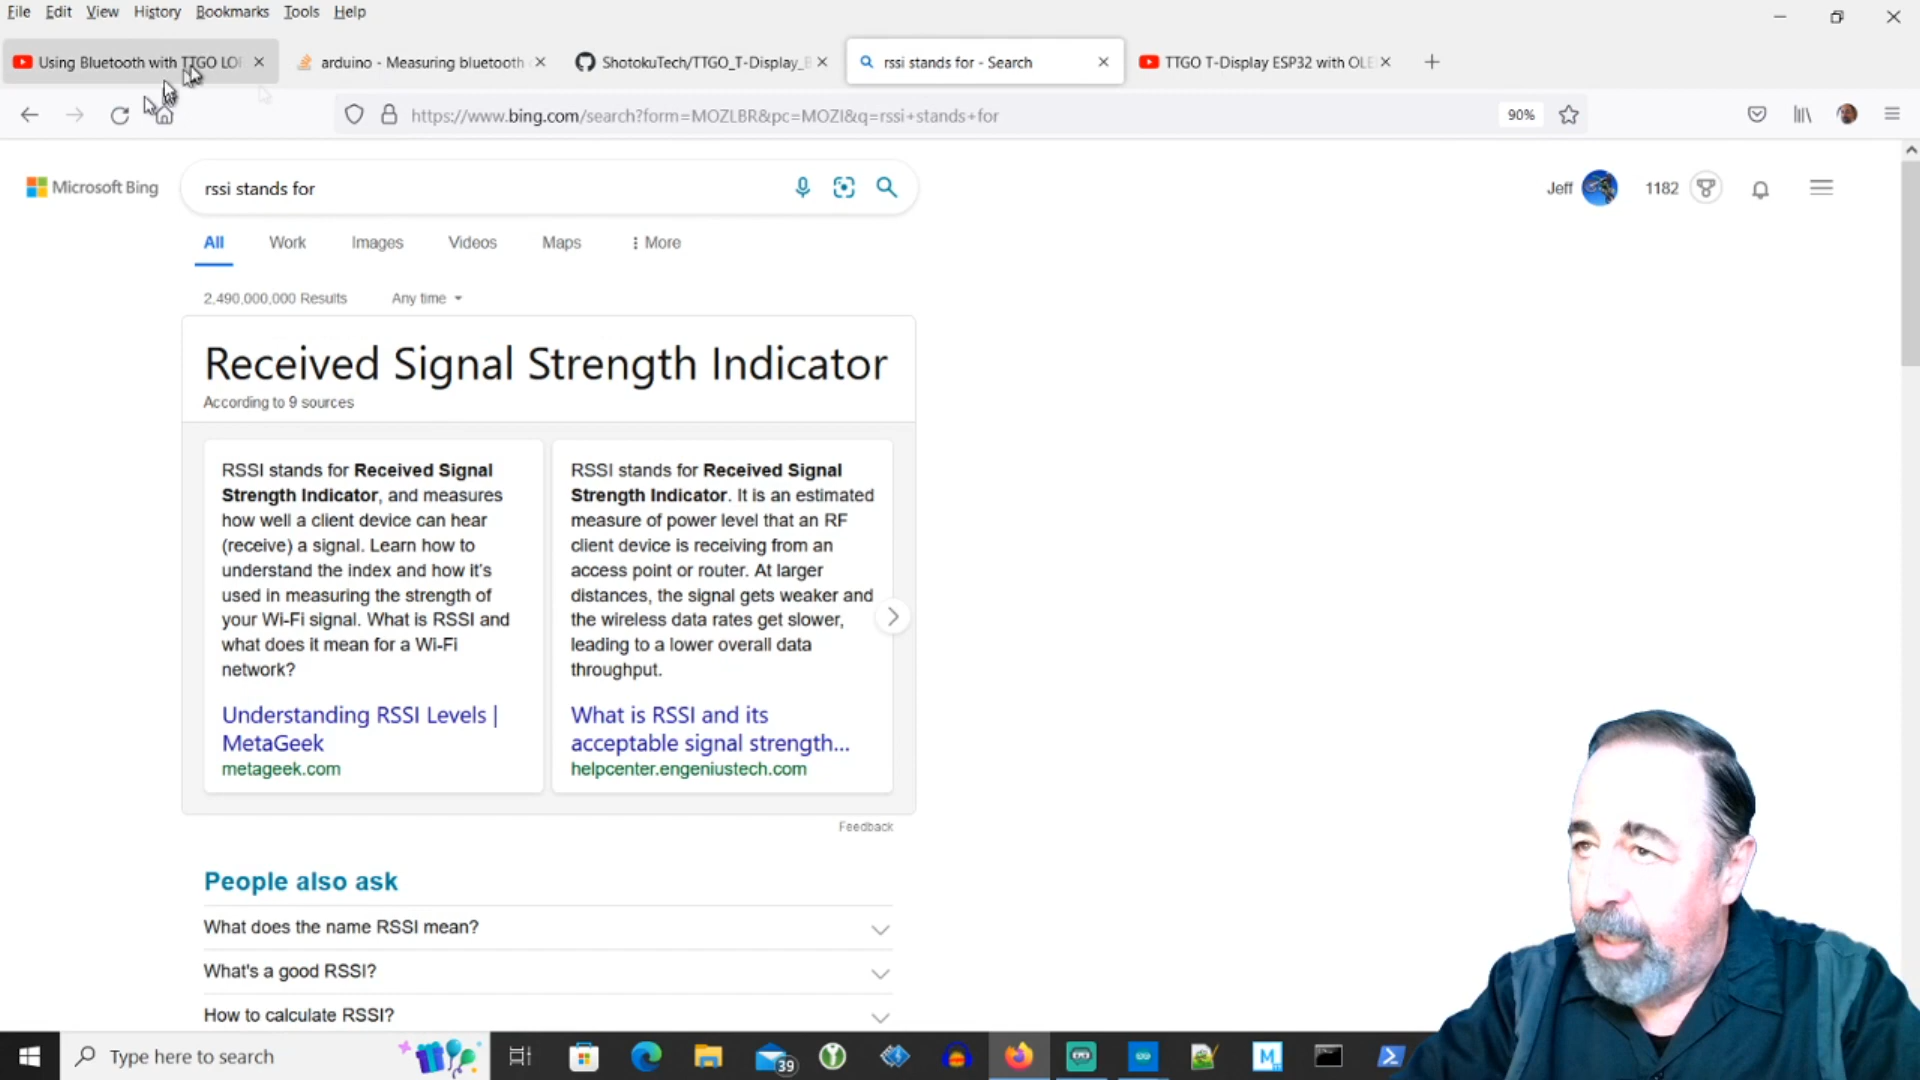 File Edit View History Bookmarks Tools Help
Using Bluetooth with TTGO LO
arduino - Measuring bluetooth
ShotokuTech/TTGO_T-Display_
rssi stands for - Search
TTGO T-Display ESP32 with OLE
https://www.bing.com/search?form=MOZLBR&pc=MOZI&q=rssi+stands+for
90%
Microsoft Bing
rssi stands for
Jeff
1182
All Work Images Videos Maps More
2,490,000,000 Results Any time
Received Signal Strength Indicator
According to 9 sources
RSSI stands for Received Signal
Strength Indicator, and measures
how well a client device can hear
(receive) a signal. Learn how to
understand the index and how it's
used in measuring the strength of
your Wi-Fi signal. What is RSSI and
what does it mean for a Wi-Fi
network?
Understanding RSSI Levels |
MetaGeek
metageek.com
RSSI stands for Received Signal
Strength Indicator. It is an estimated
measure of power level that an RF
client device is receiving from an
access point or router. At larger
distances, the signal gets weaker and
the wireless data rates get slower,
leading to a lower overall data
throughput.
What is RSSI and its
acceptable signal strength...
helpcenter.engeniustech.com
Feedback
People also ask
What does the name RSSI mean?
What's a good RSSI?
How to calculate RSSI?
Type here to search
39
M